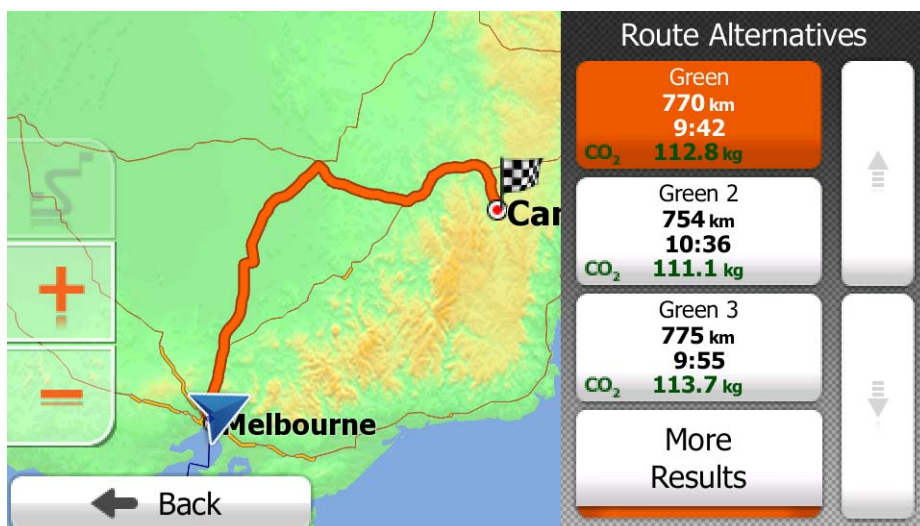 Route Alternatives
Green
770 km
9:42
CO₂ 112.8 kg
Green 2
754 km
10:36
CO₂ 111.1 kg
Green 3
775 km
9:55
CO₂ 113.7 kg
More
Results
Can
Melbourne
Back